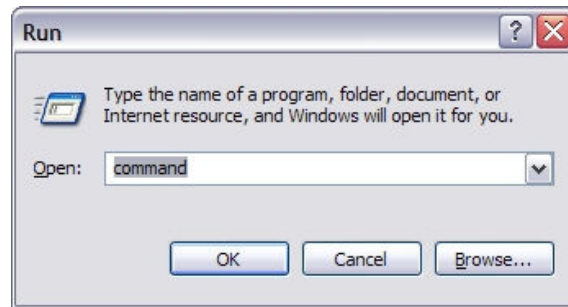 Run
Type the name of a program, folder, document, or
Internet resource, and Windows will open it for you.
Open: command
OK Cancel Browse...